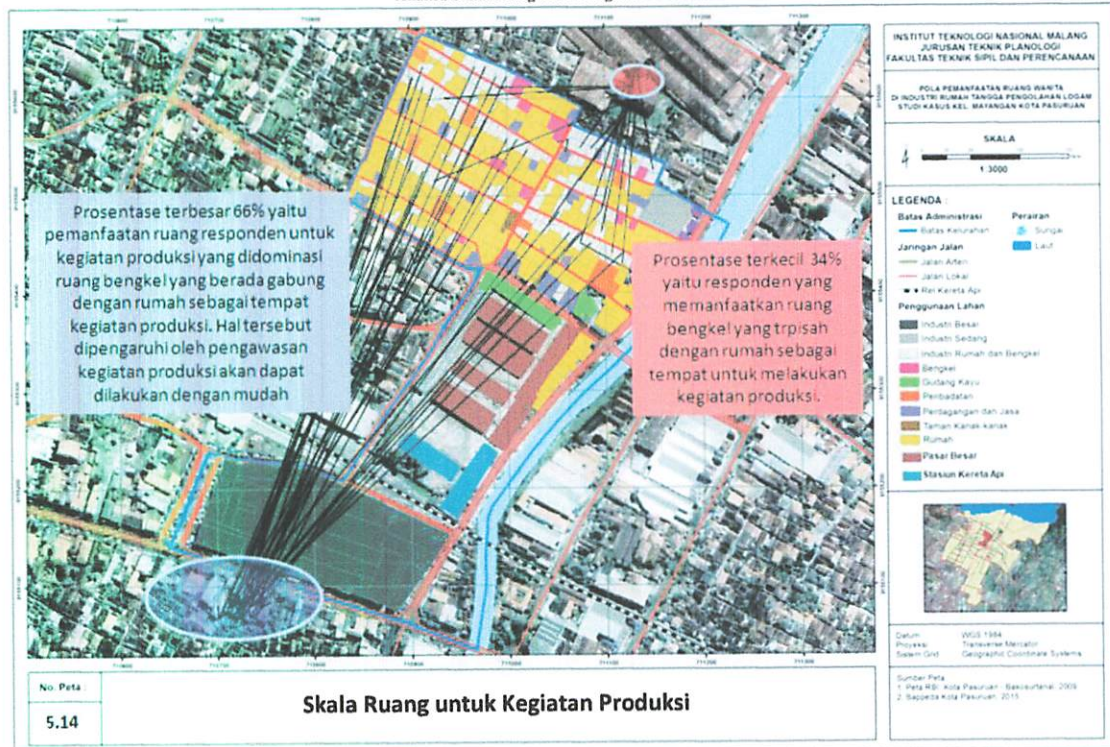 INSTITUT TEKNOLOGI NASIONAL MALANG
JURUSAN TEKNIK PLANOLOGI
FAKULTAS TEKNIK SIPIL DAN PERENCANAAN
POLA PEMANFAATAN RUANG WANITA
DI INDUSTRI RUMAH TANGGA PENGOLAHAN LOGAM
STUDI KASUS KEL. MAYANGAN KOTA PASURUAN
SKALA
1:3000
LEGENDA :
Batas Administrasi
Batas Kelurahan
Jaringan Jalan
Jalan Arteri
Jalan Lokal
Rel Kereta Api
Perairan
Sungai
Laut
Penggunaan Lahan
Industri Besar
Industri Sedang
Industri Rumah dan Bengkel
Bengkel
Gudang Kayu
Peribadatan
Perdagangan dan Jasa
Taman Kanak-kanak
Rumah
Pasar Besar
Stasiun Kereta Api
Prosentase terbesar 66% yaitu
pemanfaatan ruang responden untuk
kegiatan produksi yang didominasi
ruang bengkel yang berada gabung
dengan rumah sebagai tempat
kegiatan produksi. Hal tersebut
dipengaruhi oleh pengawasan
kegiatan produksi akan dapat
dilakukan dengan mudah
Prosentase terkecil 34%
yaitu responden yang
memanfaatkan ruang
bengkel yang trpisah
dengan rumah sebagai
tempat untuk melakukan
kegiatan produksi.
Datum WGS 1984
Proyeksi Transverse Mercator
Sistem Grid Geographic Coordinate Systems
Sumber Peta
1. Peta RBI, Kota Pasuruan : Bakosurtanal, 2009
2. Bappeda Kota Pasuruan, 2015
No. Peta :
5.14
Skala Ruang untuk Kegiatan Produksi